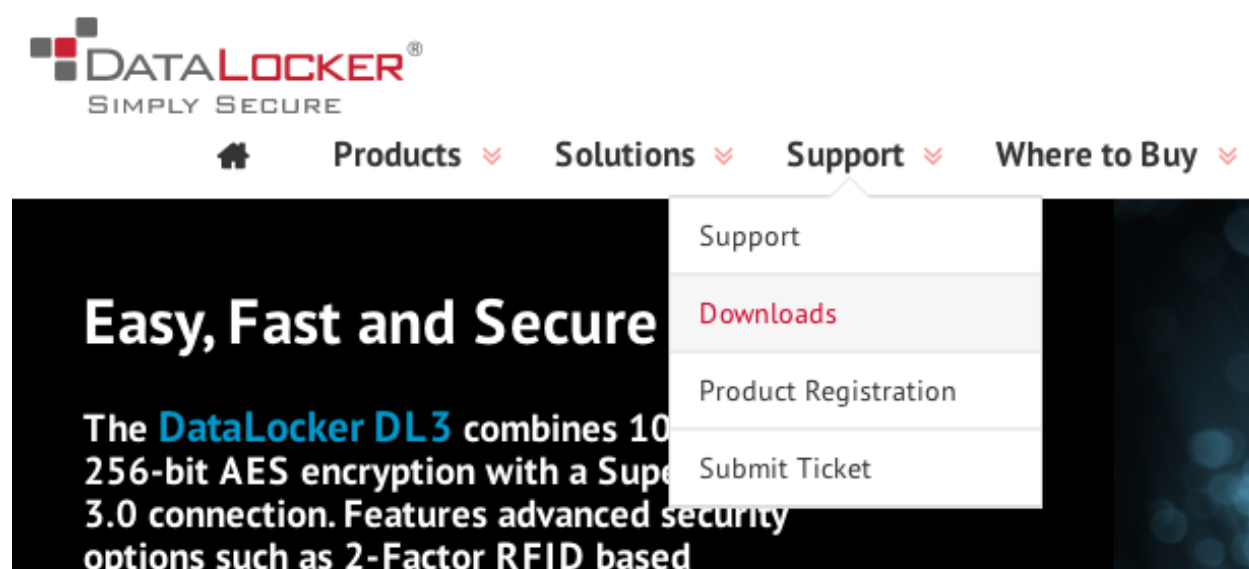 DATALOCKER®
SIMPLY SECURE
Products Solutions Support Where to Buy
Support
Downloads
Product Registration
Submit Ticket
Easy, Fast and Secure
The DataLocker DL3 combines 10
256-bit AES encryption with a Supe
3.0 connection. Features advanced security
options such as 2-Factor RFID based